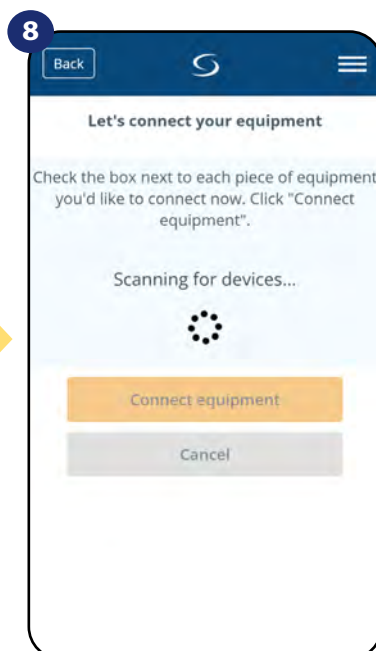 8
Back
Let's connect your equipment
Check the box next to each piece of equipment
you'd like to connect now. Click "Connect
equipment".
Scanning for devices...
Connect equipment
Cancel